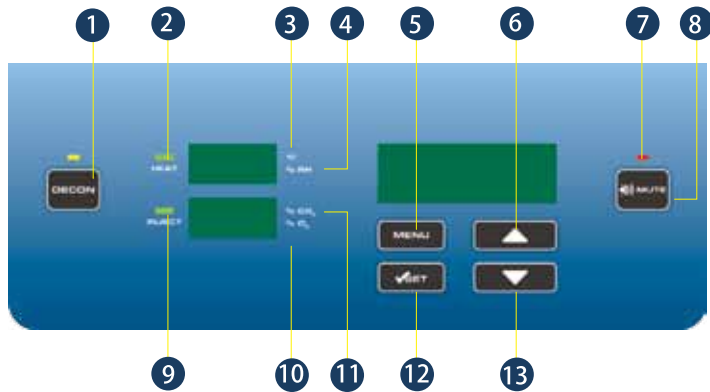 1
2
3
4
5
6
7
8
DECON
HEAT
°C
% RH
MUTE
INJECT
% CO₂
% O₂
MENU
SET
9
10
11
12
13